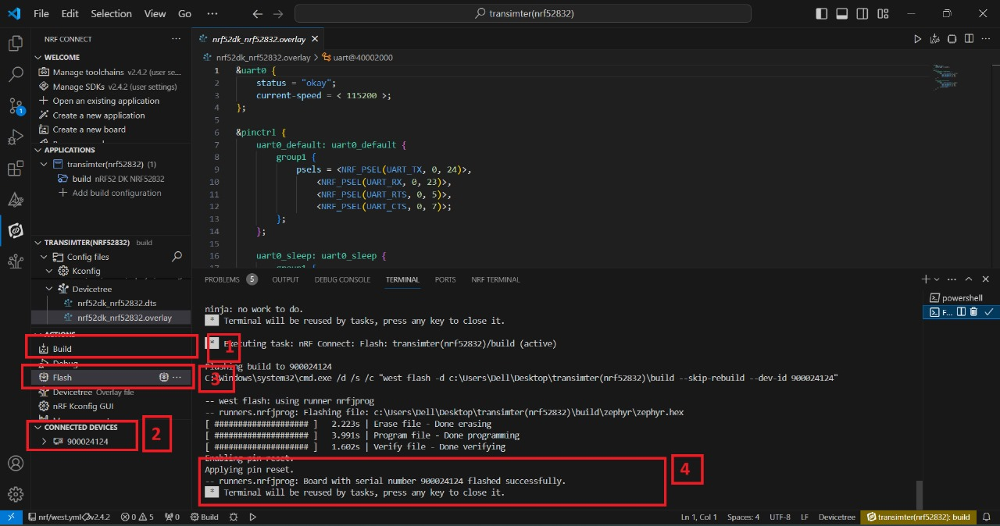 File Edit Selection View Go ···
transimter(nrf52832)
NRF CONNECT ···
WELCOME
Manage toolchains v2.4.2 (user se...
Manage SDKs v2.4.2 (user settings)
Open an existing application
Create a new application
Create a new board
APPLICATIONS
transimter(nrf52832) (1)
build nRF52 DK NRF52832
Add build configuration
TRANSIMTER(NRF52832) build
Config files
Kconfig
Devicetree
nrf52dk_nrf52832.dts
nrf52dk_nrf52832.overlay
ACTIONS
Build
Debug
Flash ···
Devicetree Overlay file
nRF Kconfig GUI
CONNECTED DEVICES
900024124
1
2
3
4
nrf52dk_nrf52832.overlay
nrf52dk_nrf52832.overlay > uart@40002000
1 &uart0 {
2 status = "okay";
3 current-speed = < 115200 >;
4 };
5
6 &pinctrl {
7 uart0_default: uart0_default {
8 group1 {
9 psels = <NRF_PSEL(UART_TX, 0, 24)>,
10 <NRF_PSEL(UART_RX, 0, 23)>,
11 <NRF_PSEL(UART_RTS, 0, 5)>,
12 <NRF_PSEL(UART_CTS, 0, 7)>;
13 };
14 };
15
16 uart0_sleep: uart0_sleep {
17 group1 {
PROBLEMS 5 OUTPUT DEBUG CONSOLE TERMINAL PORTS NRF TERMINAL
powershell
F...
ninja: no work to do.
* Terminal will be reused by tasks, press any key to close it.
* Executing task: nRF Connect: Flash: transimter(nrf52832)/build (active)
Flashing build to 900024124
C:\Windows\system32\cmd.exe /d /s /c "west flash -d c:\Users\Dell\Desktop\transimter(nrf52832)\build --skip-rebuild --dev-id 900024124"
-- west flash: using runner nrfjprog
-- runners.nrfjprog: Flashing file: c:\Users\Dell\Desktop\transimter(nrf52832)\build\zephyr\zephyr.hex
[ #################### ] 2.223s | Erase file - Done erasing
[ #################### ] 3.991s | Program file - Done programming
[ #################### ] 1.602s | Verify file - Done verifying
Enabling pin reset.
Applying pin reset.
-- runners.nrfjprog: Board with serial number 900024124 flashed successfully.
* Terminal will be reused by tasks, press any key to close it.
nrf/west.yml v2.4.2 0 5 0 Build
Ln 1, Col 1 Spaces: 4 UTF-8 LF Devicetree transimter(nrf52832): build